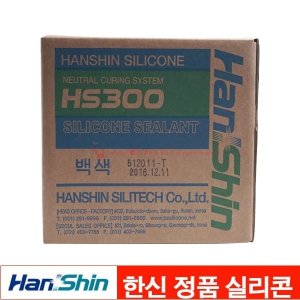 HANSHIN SILICONE
NEUTRAL CURING SYSTEM
HS300
SILICONE SEALANT
백색
512011-T
2016.12.11
HANSHIN SILITECH Co.,Ltd.
HanShin
HanShin
한신 정품 실리콘